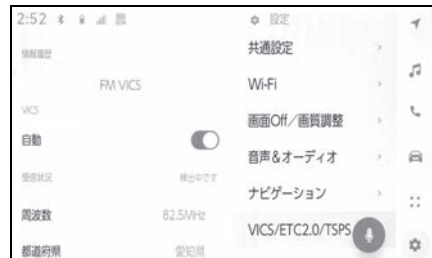 2:52
情報履歴
FM VICS
VICS
自動
受信状況 検出中です
周波数 82.5MHz
都道府県 愛知県
設定
共通設定
Wi-Fi
画面Off/画質調整
音声&オーディオ
ナビゲーション
VICS/ETC2.0/TSPS